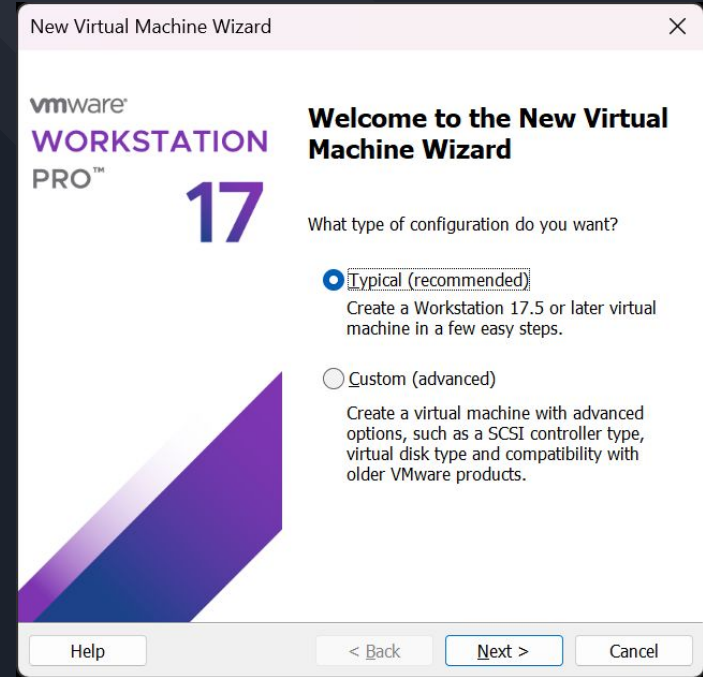 New Virtual Machine Wizard
vmware®
WORKSTATION
PRO™
17
Welcome to the New Virtual
Machine Wizard
What type of configuration do you want?
Typical (recommended)
Create a Workstation 17.5 or later virtual
machine in a few easy steps.
Custom (advanced)
Create a virtual machine with advanced
options, such as a SCSI controller type,
virtual disk type and compatibility with
older VMware products.
Help
< Back
Next >
Cancel